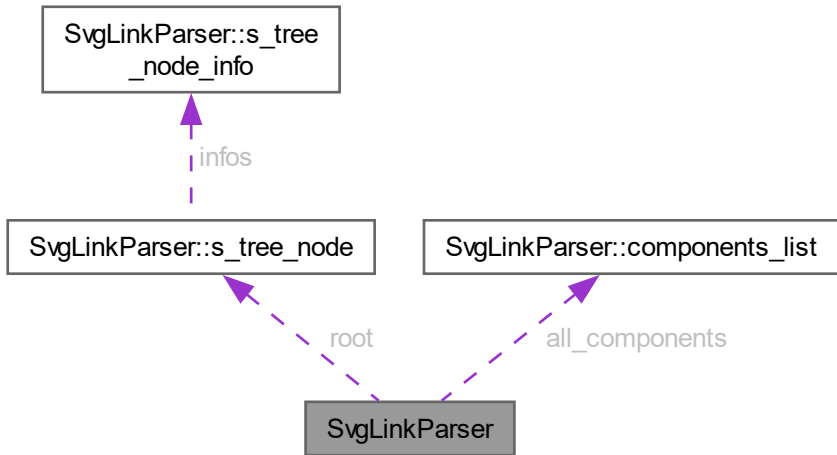 SvgLinkParser::s_tree
_node_info
infos
SvgLinkParser::s_tree_node
SvgLinkParser::components_list
root
all_components
SvgLinkParser